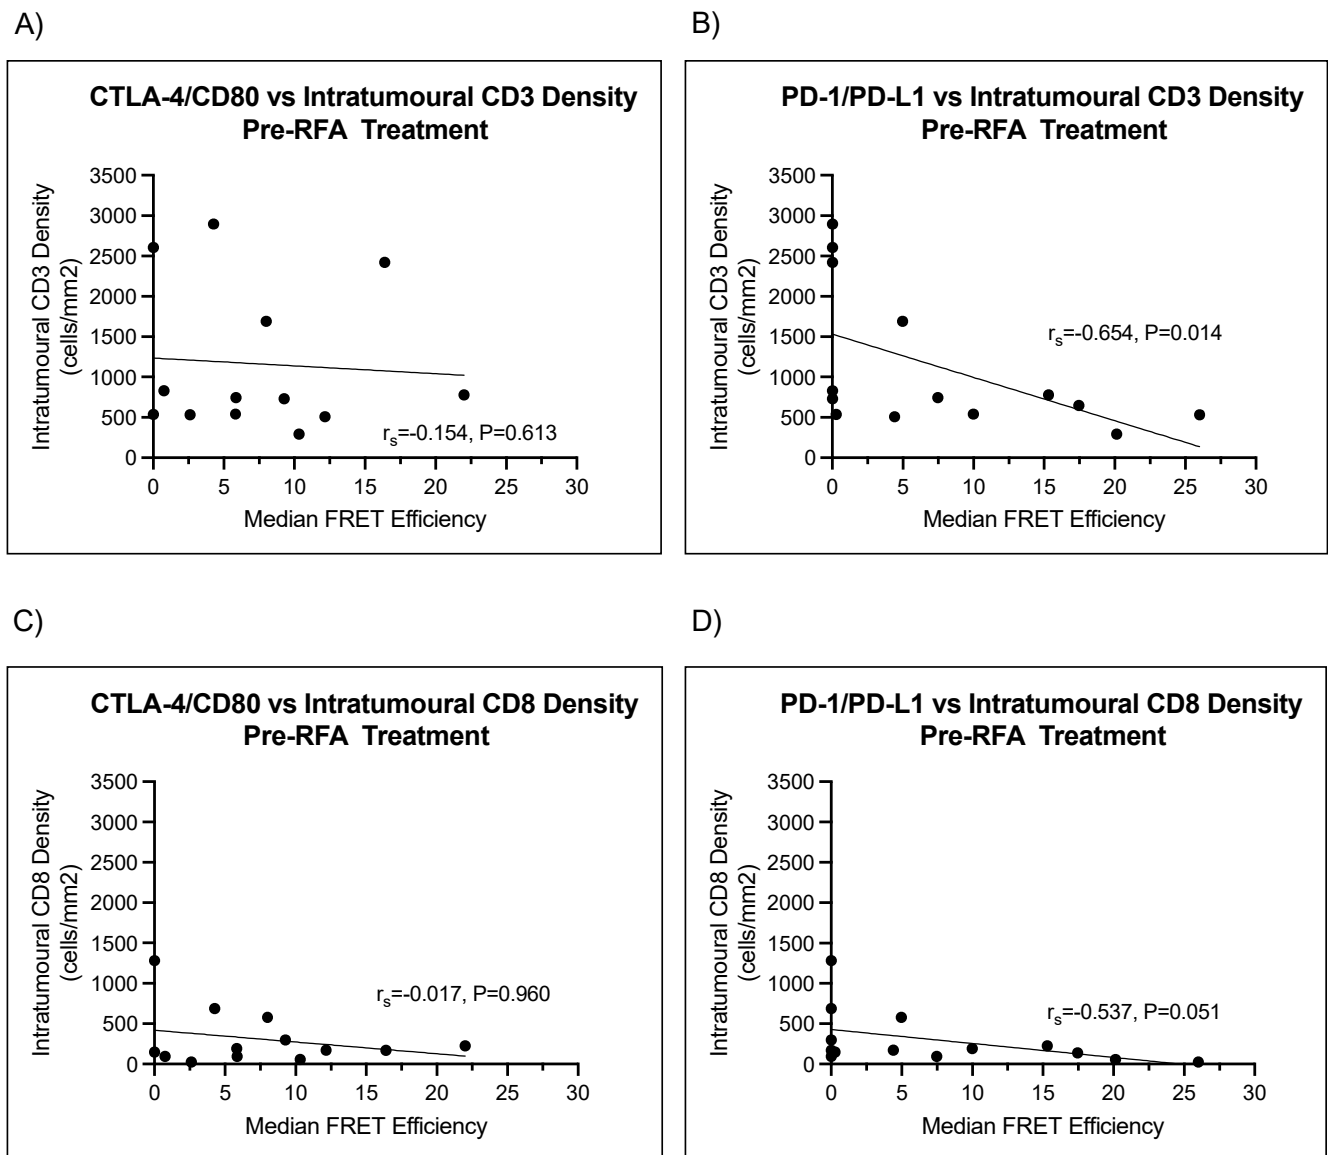 A)
CTLA-4/CD80 vs Intratumoural CD3 Density
Pre-RFA Treatment
Intratumoural CD3 Density
(cells/mm2)
3500
3000
2500
2000
1500
1000
500
0
rs=-0.154, P=0.613
0 5 10 15 20 25 30
Median FRET Efficiency
B)
PD-1/PD-L1 vs Intratumoural CD3 Density
Pre-RFA Treatment
Intratumoural CD3 Density
(cells/mm2)
3500
3000
2500
2000
1500
1000
500
0
rs=-0.654, P=0.014
0 5 10 15 20 25 30
Median FRET Efficiency
C)
CTLA-4/CD80 vs Intratumoural CD8 Density
Pre-RFA Treatment
Intratumoural CD8 Density
(cells/mm2)
3500
3000
2500
2000
1500
1000
500
0
rs=-0.017, P=0.960
0 5 10 15 20 25 30
Median FRET Efficiency
D)
PD-1/PD-L1 vs Intratumoural CD8 Density
Pre-RFA Treatment
Intratumoural CD8 Density
(cells/mm2)
3500
3000
2500
2000
1500
1000
500
0
rs=-0.537, P=0.051
0 5 10 15 20 25 30
Median FRET Efficiency